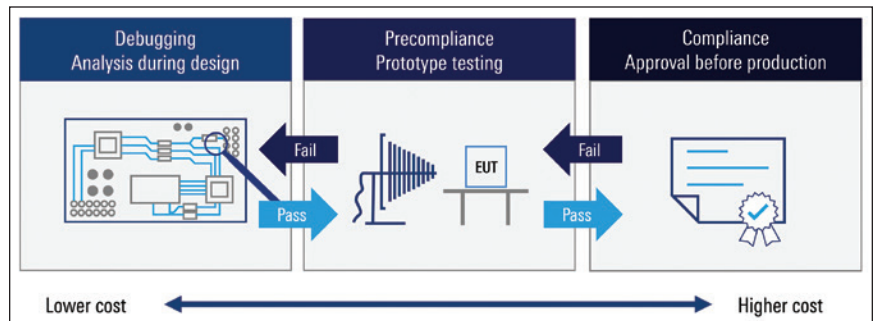 Debugging
Analysis during design
Precompliance
Prototype testing
Compliance
Approval before production
Fail
Pass
EUT
Fail
Pass
Lower cost
Higher cost